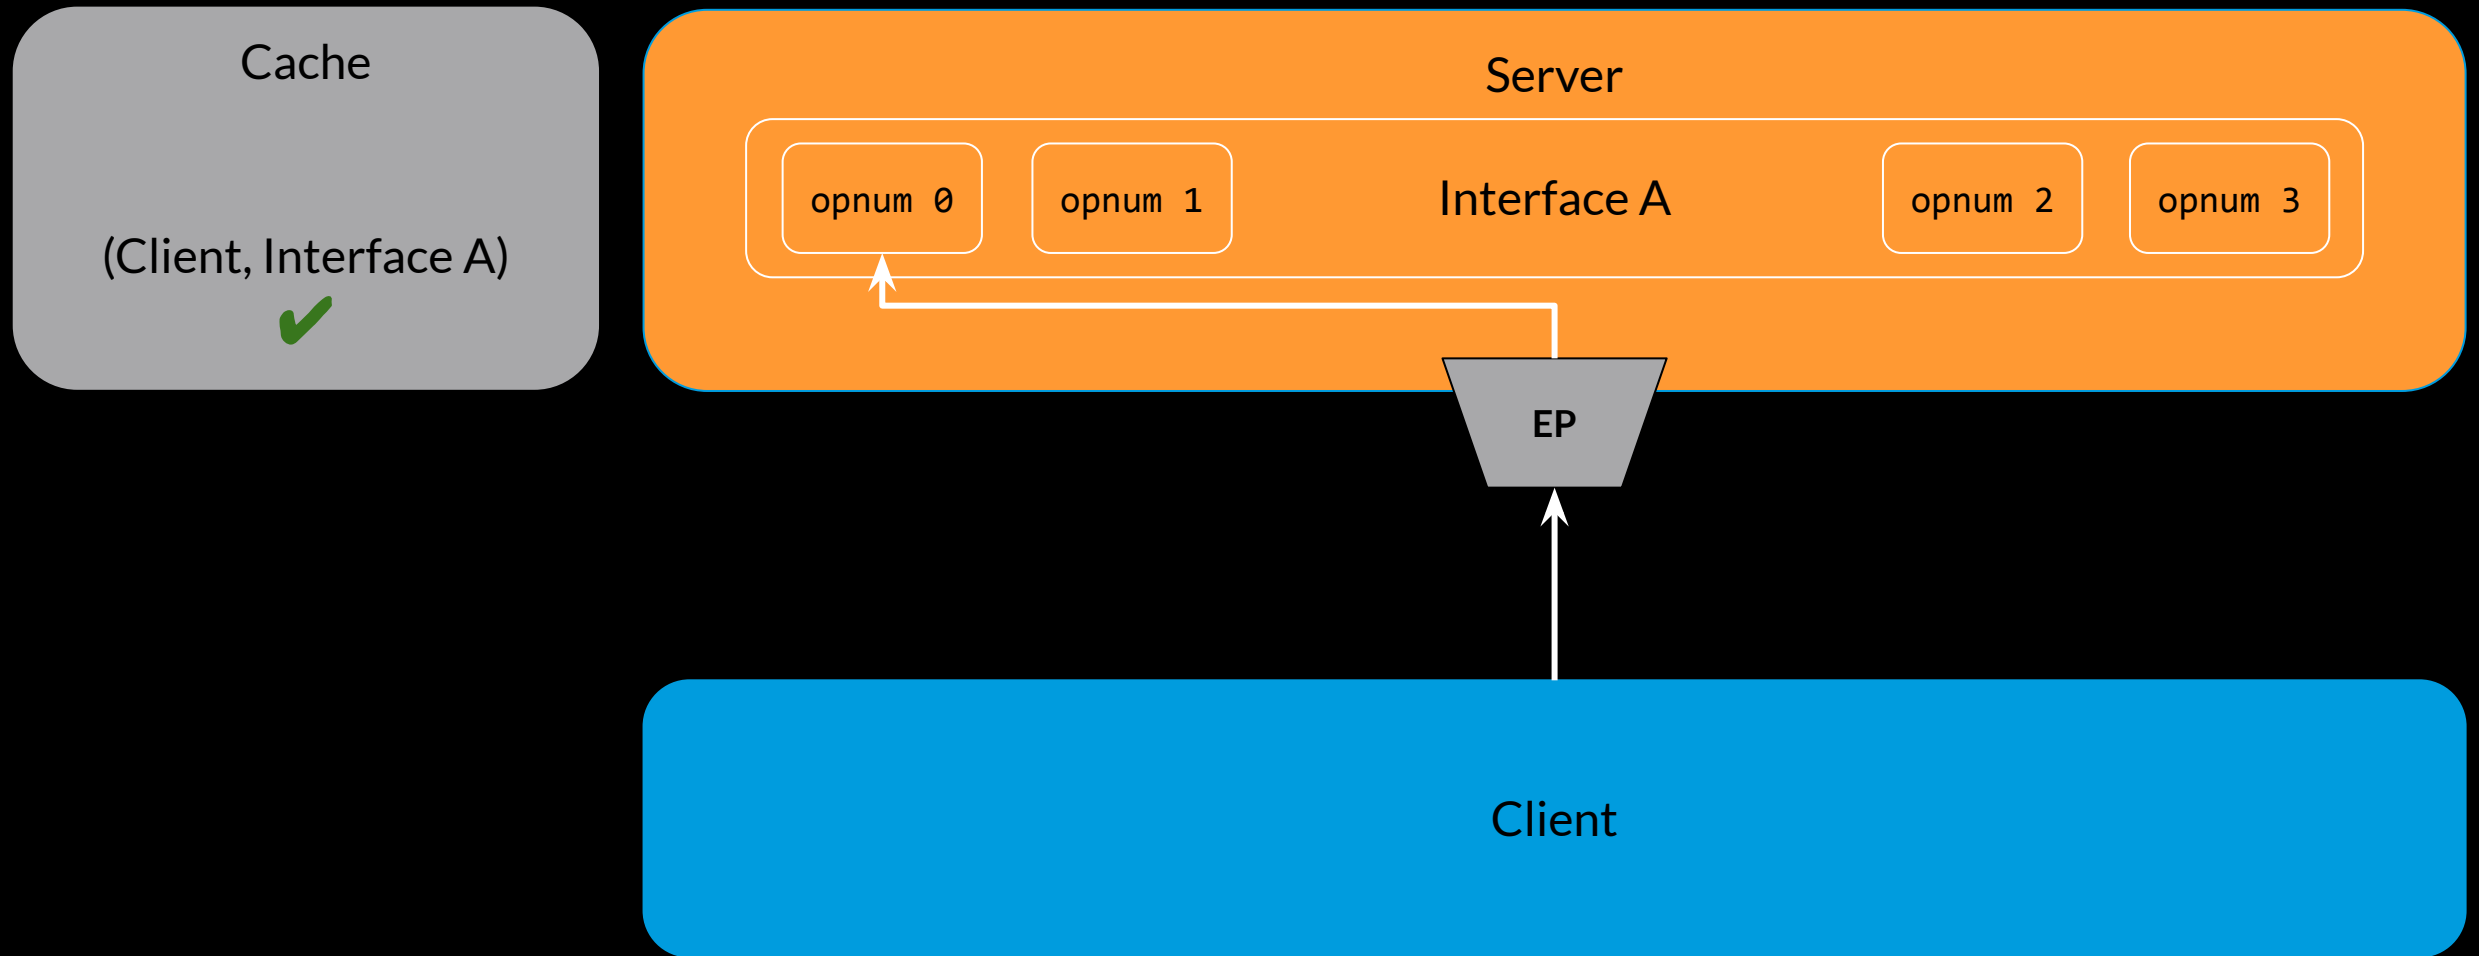 Cache
(Client, Interface A)
Server
opnum 0
opnum 1
Interface A
opnum 2
opnum 3
EP
Client